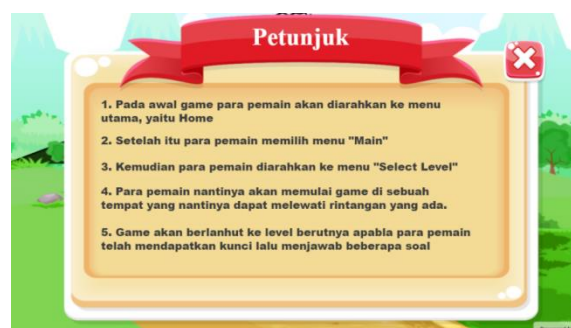 Petunjuk
1. Pada awal game para pemain akan diarahkan ke menu
utama, yaitu Home
2. Setelah itu para pemain memilih menu "Main"
3. Kemudian para pemain diarahkan ke menu "Select Level"
4. Para pemain nantinya akan memulai game di sebuah
tempat yang nantinya dapat melewati rintangan yang ada.
5. Game akan berlanhut ke level berutnya apabla para pemain
telah mendapatkan kunci lalu menjawab beberapa soal